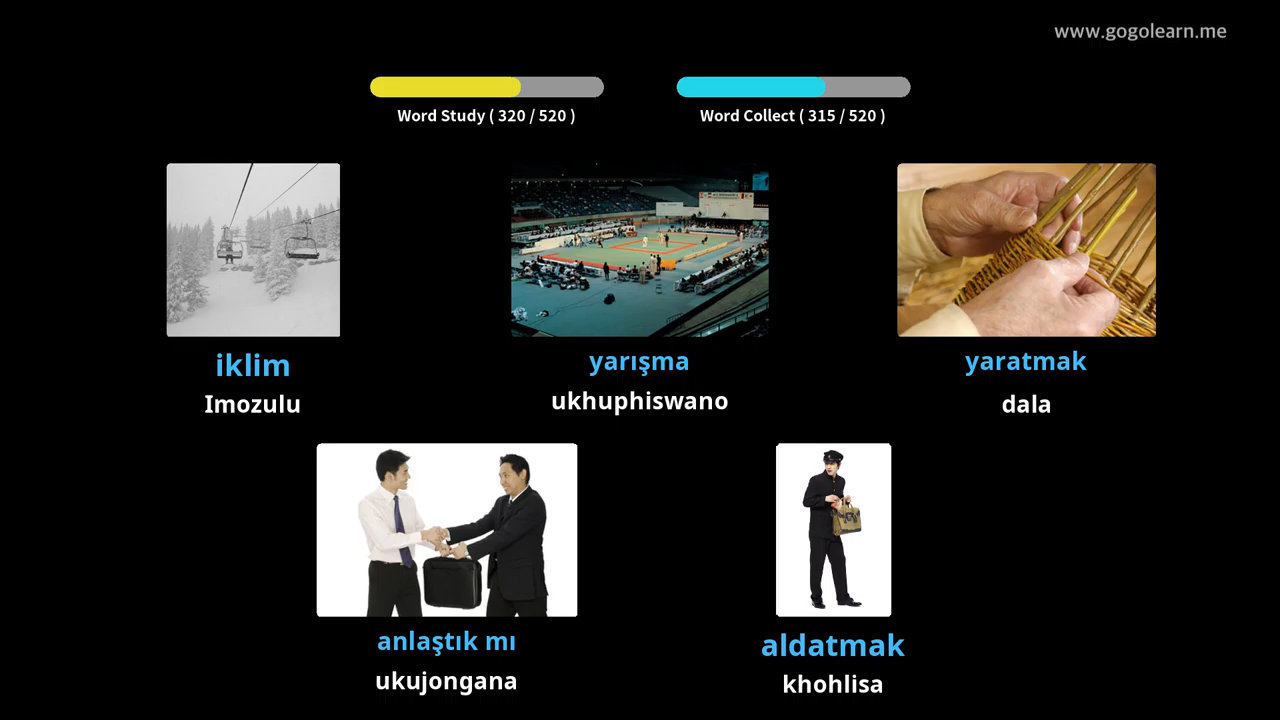 www.gogolearn.me
Word Study ( 320 / 520 )
Word Collect ( 315 / 520 )
iklim
Imozulu
yarışma
ukhuphiswano
yaratmak
dala
anlaştık mı
ukujongana
aldatmak
khohlisa